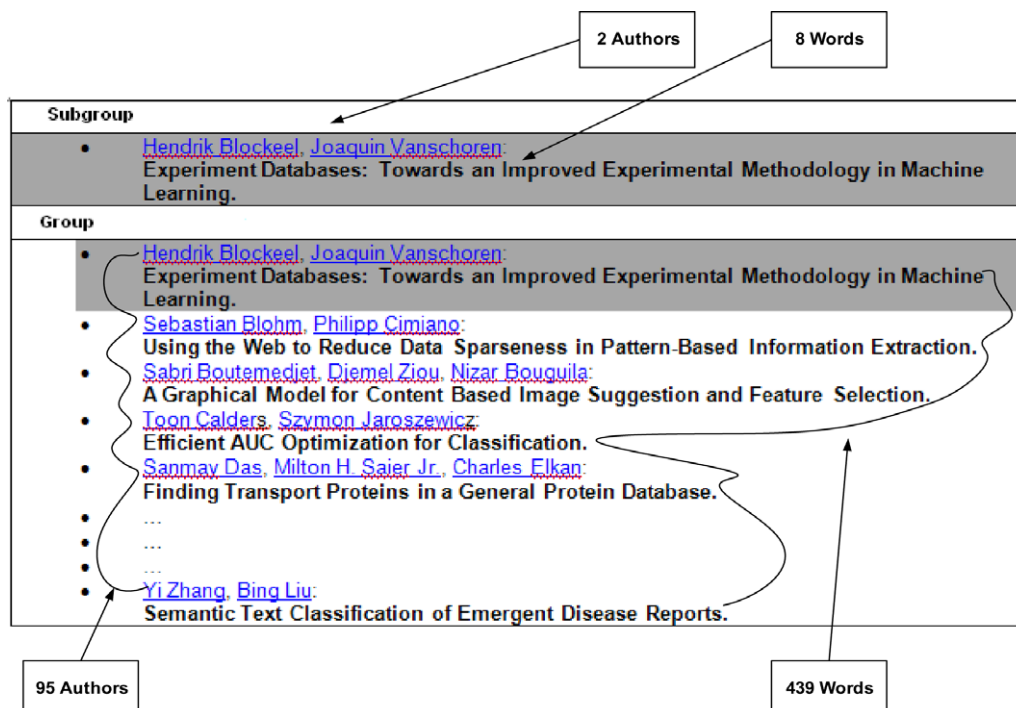 2 Authors
8 Words
Subgroup
• Hendrik Blockeel, Joaquin Vanschoren:
Experiment Databases: Towards an Improved Experimental Methodology in Machine
Learning.
Group
• Hendrik Blockeel, Joaquin Vanschoren:
Experiment Databases: Towards an Improved Experimental Methodology in Machine
Learning.
• Sebastian Blohm, Philipp Cimiano:
Using the Web to Reduce Data Sparseness in Pattern-Based Information Extraction.
• Sabri Boutemedjet, Djemel Ziou, Nizar Bouguila:
A Graphical Model for Content Based Image Suggestion and Feature Selection.
• Toon Calders, Szymon Jaroszewicz:
Efficient AUC Optimization for Classification.
• Sanmay Das, Milton H. Saier Jr., Charles Elkan:
Finding Transport Proteins in a General Protein Database.
• ...
• ...
• ...
• Yi Zhang, Bing Liu:
Semantic Text Classification of Emergent Disease Reports.
95 Authors
439 Words